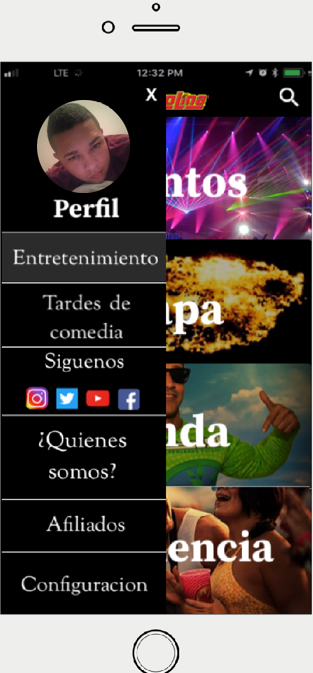 LTE
12:32 PM
X
Perfil
ntos
Entretenimiento
Tardes de
comedia
apa
Siguenos
nda
¿Quienes
somos?
Afiliados
encia
Configuracion